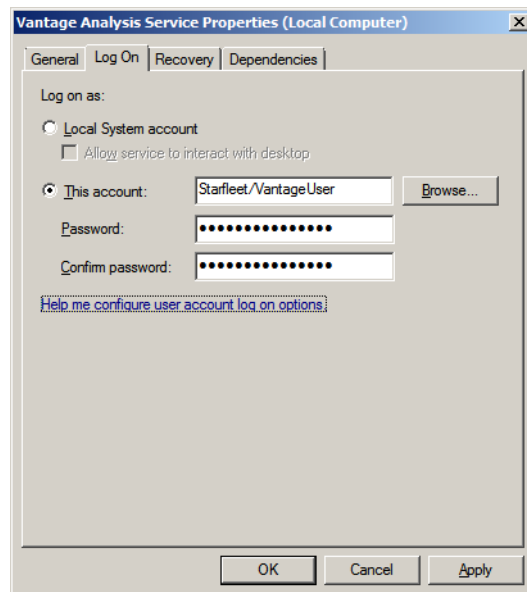 Vantage Analysis Service Properties (Local Computer)
General Log On Recovery Dependencies
Log on as:
Local System account
Allow service to interact with desktop
This account: Starfleet/VantageUser Browse...
Password: ●●●●●●●●●●●●●●●
Confirm password: ●●●●●●●●●●●●●●●
Help me configure user account log on options.
OK Cancel Apply